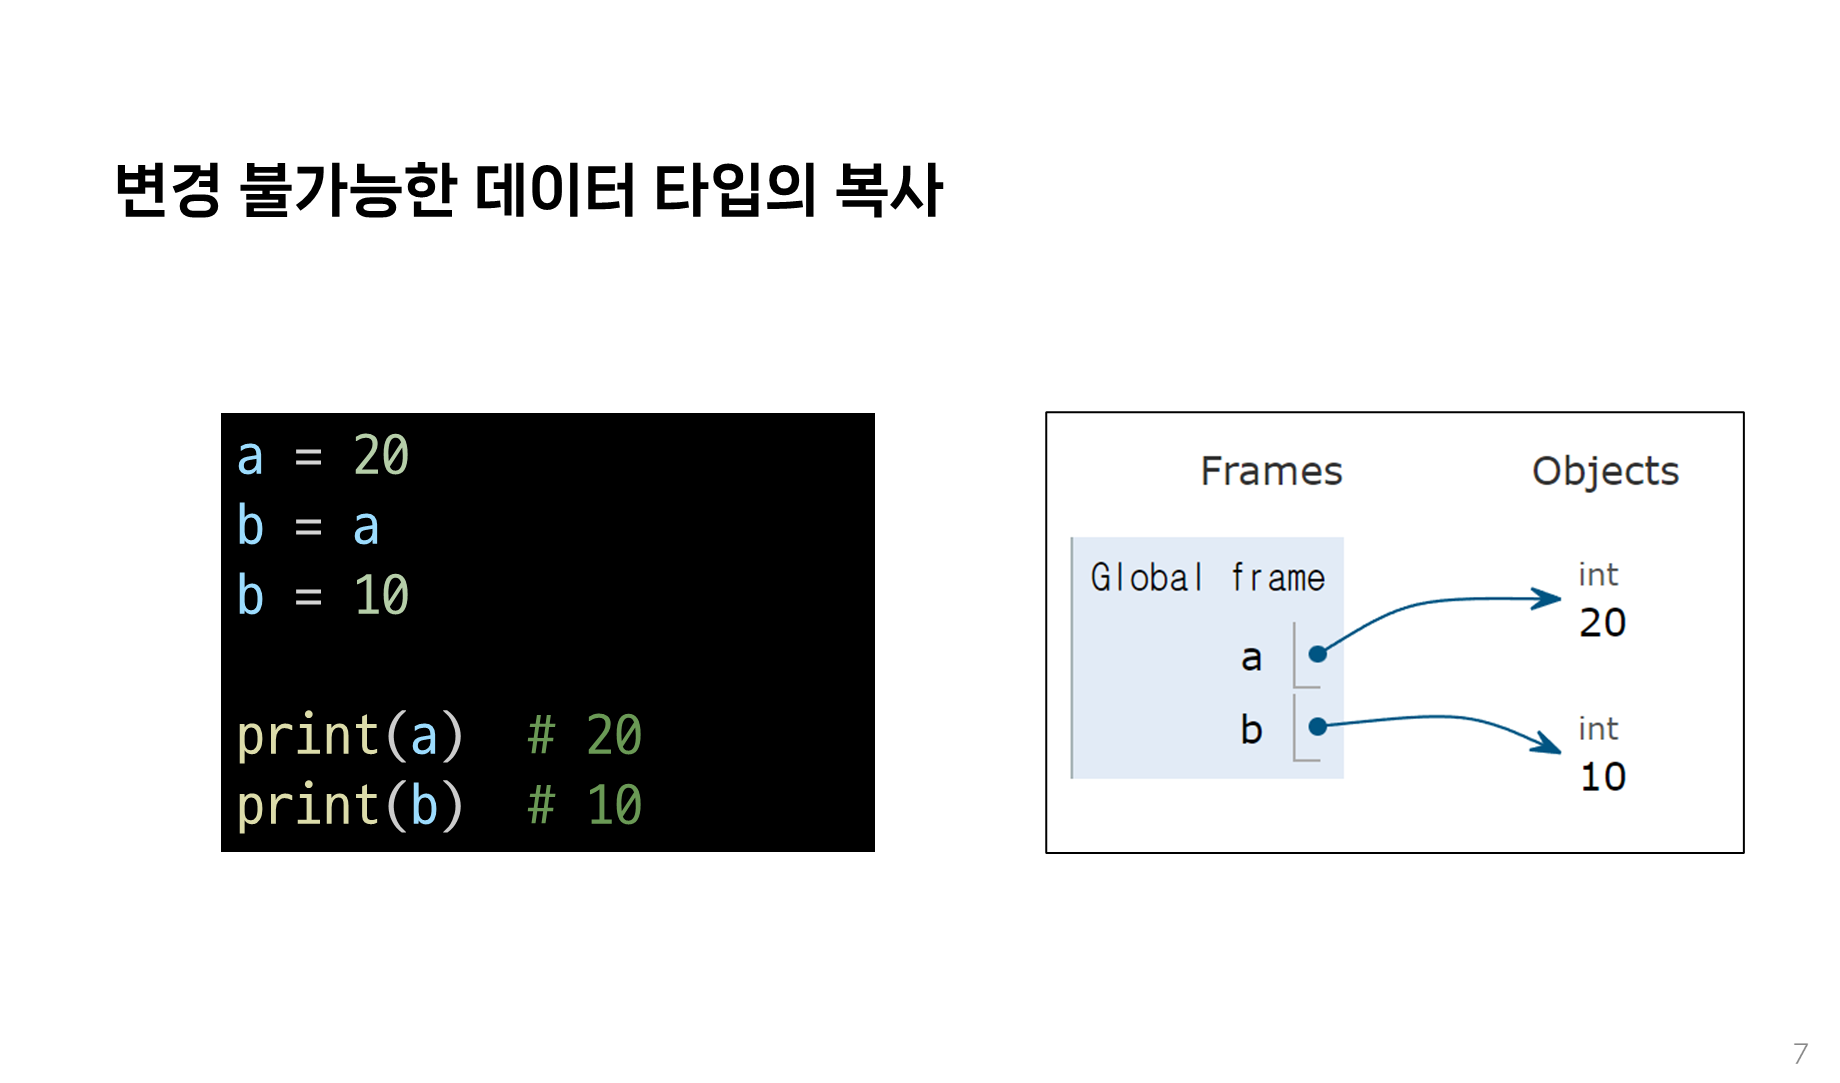 변경 불가능한 데이터 타입의 복사
a = 20
b = a
b = 10
print(a)  # 20
print(b)  # 10
Frames Objects
Global frame
a
b
int
20
int
10
7